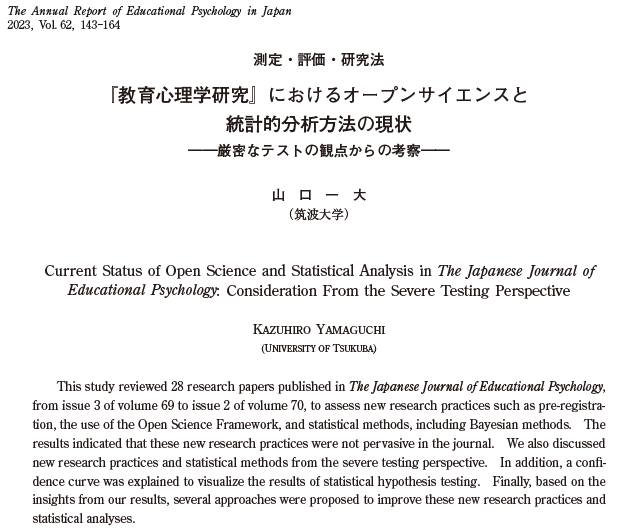 The Annual Report of Educational Psychology in Japan
2023, Vol. 62, 143-164
測定・評価・研究法
『教育心理学研究』におけるオープンサイエンスと
統計的分析方法の現状
——厳密なテストの観点からの考察——
山 口 一 大
（筑波大学）
Current Status of Open Science and Statistical Analysis in The Japanese Journal of
Educational Psychology: Consideration From the Severe Testing Perspective
KAZUHIRO YAMAGUCHI
(UNIVERSITY OF TSUKUBA)
This study reviewed 28 research papers published in The Japanese Journal of Educational Psychology,
from issue 3 of volume 69 to issue 2 of volume 70, to assess new research practices such as pre-registra-
tion, the use of the Open Science Framework, and statistical methods, including Bayesian methods. The
results indicated that these new research practices were not pervasive in the journal. We also discussed
new research practices and statistical methods from the severe testing perspective. In addition, a confi-
dence curve was explained to visualize the results of statistical hypothesis testing. Finally, based on the
insights from our results, several approaches were proposed to improve these new research practices and
statistical analyses.